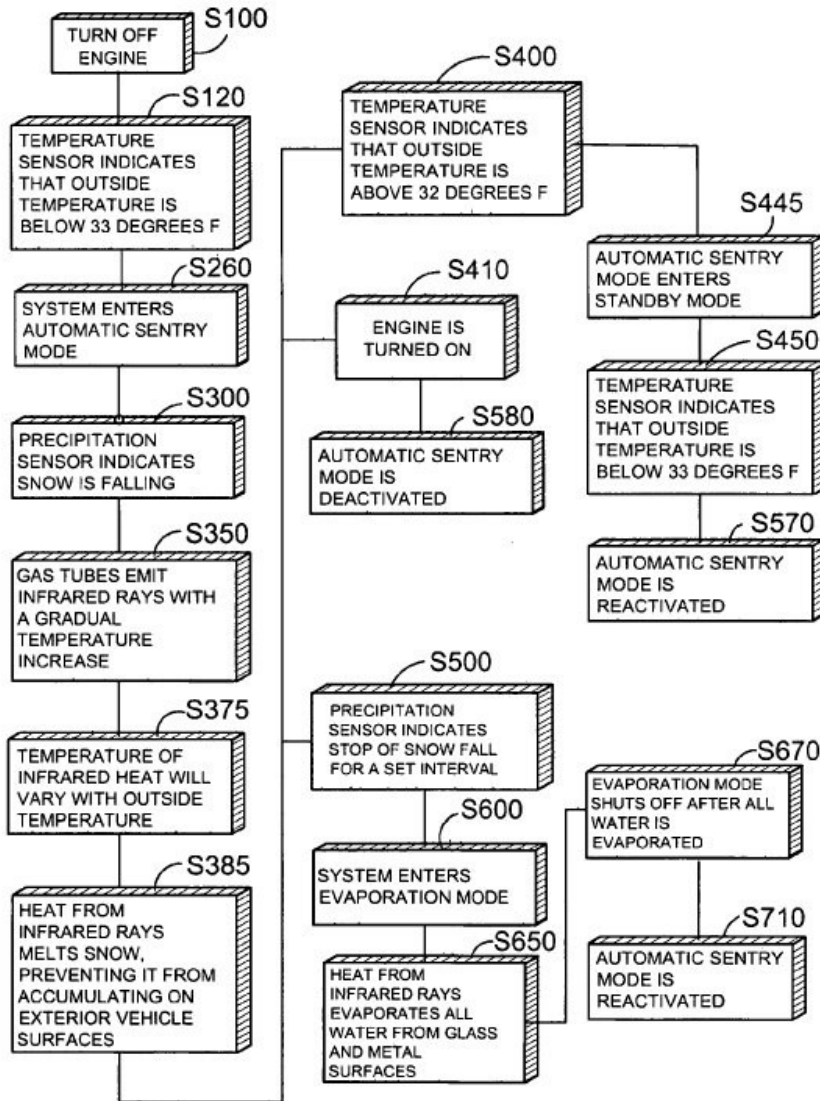 S100
TURN OFF
ENGINE
S120
TEMPERATURE
SENSOR INDICATES
THAT OUTSIDE
TEMPERATURE IS
BELOW 33 DEGREES F
S260
SYSTEM ENTERS
AUTOMATIC SENTRY
MODE
S300
PRECIPITATION
SENSOR INDICATES
SNOW IS FALLING
S350
GAS TUBES EMIT
INFRARED RAYS WITH
A GRADUAL
TEMPERATURE
INCREASE
S375
TEMPERATURE OF
INFRARED HEAT WILL
VARY WITH OUTSIDE
TEMPERATURE
S385
HEAT FROM
INFRARED RAYS
MELTS SNOW,
PREVENTING IT FROM
ACCUMULATING ON
EXTERIOR VEHICLE
SURFACES
S400
TEMPERATURE
SENSOR INDICATES
THAT OUTSIDE
TEMPERATURE IS
ABOVE 32 DEGREES F
S445
AUTOMATIC SENTRY
MODE ENTERS
STANDBY MODE
S450
TEMPERATURE
SENSOR INDICATES
THAT OUTSIDE
TEMPERATURE IS
BELOW 33 DEGREES F
S570
AUTOMATIC SENTRY
MODE IS
REACTIVATED
S410
ENGINE IS
TURNED ON
S580
AUTOMATIC SENTRY
MODE IS
DEACTIVATED
S500
PRECIPITATION
SENSOR INDICATES
STOP OF SNOW FALL
FOR A SET INTERVAL
S600
SYSTEM ENTERS
EVAPORATION MODE
S650
HEAT FROM
INFRARED RAYS
EVAPORATES ALL
WATER FROM GLASS
AND METAL
SURFACES
S670
EVAPORATION MODE
SHUTS OFF AFTER ALL
WATER IS
EVAPORATED
S710
AUTOMATIC SENTRY
MODE IS
REACTIVATED